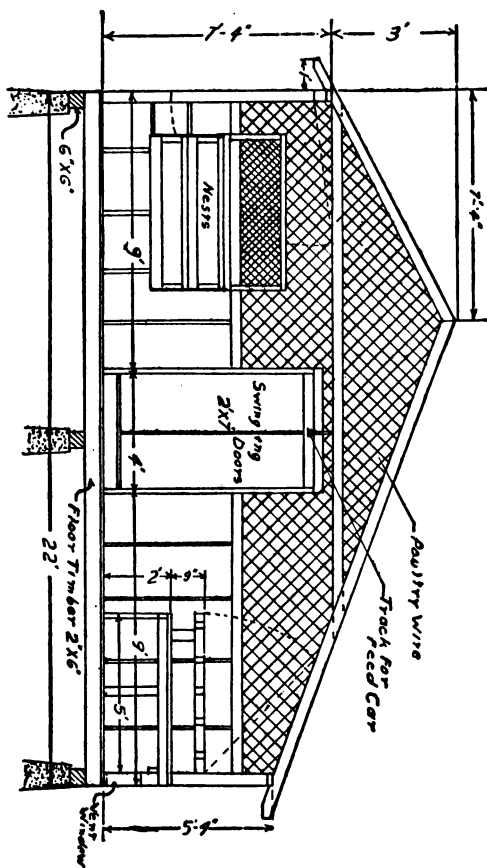 3'
7'-4"
7'-4"
1'
Poultry Wire
Track For
Feed Car
Nests
Swinging
Doors
2'x7'
9"
2'
5'
5'-4"
9'
4'
9'
6"X6"
Floor Timber 2"X6"
Vent
Window
22'